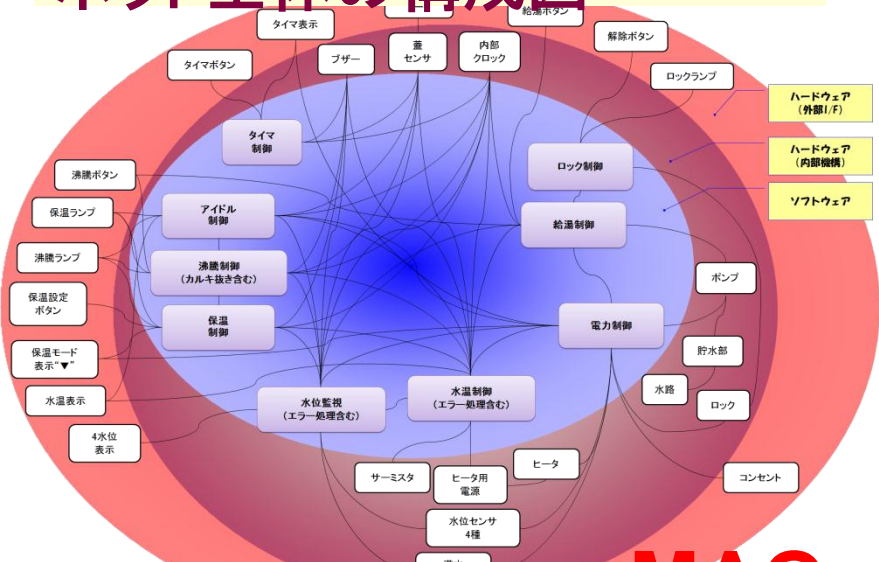 ポット全体の構成図
タイマ表示
給湯ボタン
解除ボタン
タイマボタン
ブザー
蓋
センサ
内部
クロック
ロックランプ
ハードウェア
(外部I/F)
タイマ
制御
ハードウェア
(内部機構)
沸騰ボタン
ロック制御
ソフトウェア
保温ランプ
アイドル
制御
給湯制御
沸騰ランプ
沸騰制御
(カルキ抜き含む)
ポンプ
保温設定
ボタン
保温
制御
電力制御
保温モード
表示“▼”
貯水部
水温表示
水位監視
(エラー処理含む)
水温制御
(エラー処理含む)
水路
ロック
4水位
表示
サーミスタ
ヒータ用
電源
ヒータ
コンセント
水位センサ
4種